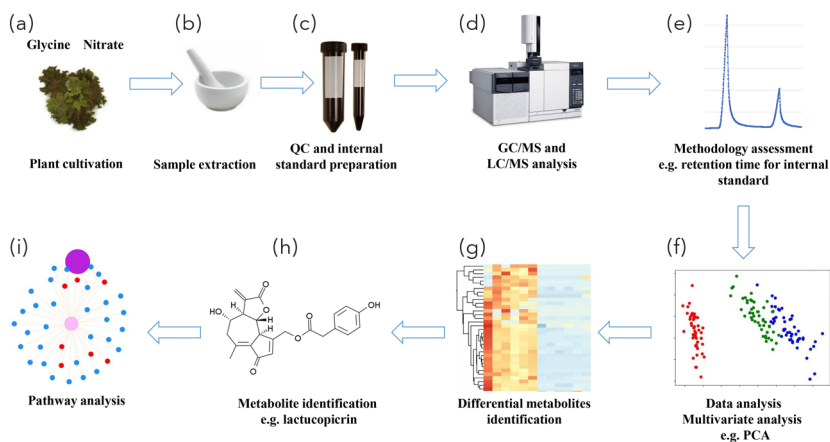 (a)
Glycine Nitrate
Plant cultivation
(b)
Sample extraction
(c)
QC and internal
standard preparation
(d)
GC/MS and
LC/MS analysis
(e)
Methodology assessment
e.g. retention time for internal
standard
(i)
Pathway analysis
(h)
O
O
H
HO
H
H
O
O
O
OH
Metabolite identification
e.g. lactucopicrin
(g)
Differential metabolites
identification
(f)
Data analysis
Multivariate analysis
e.g. PCA